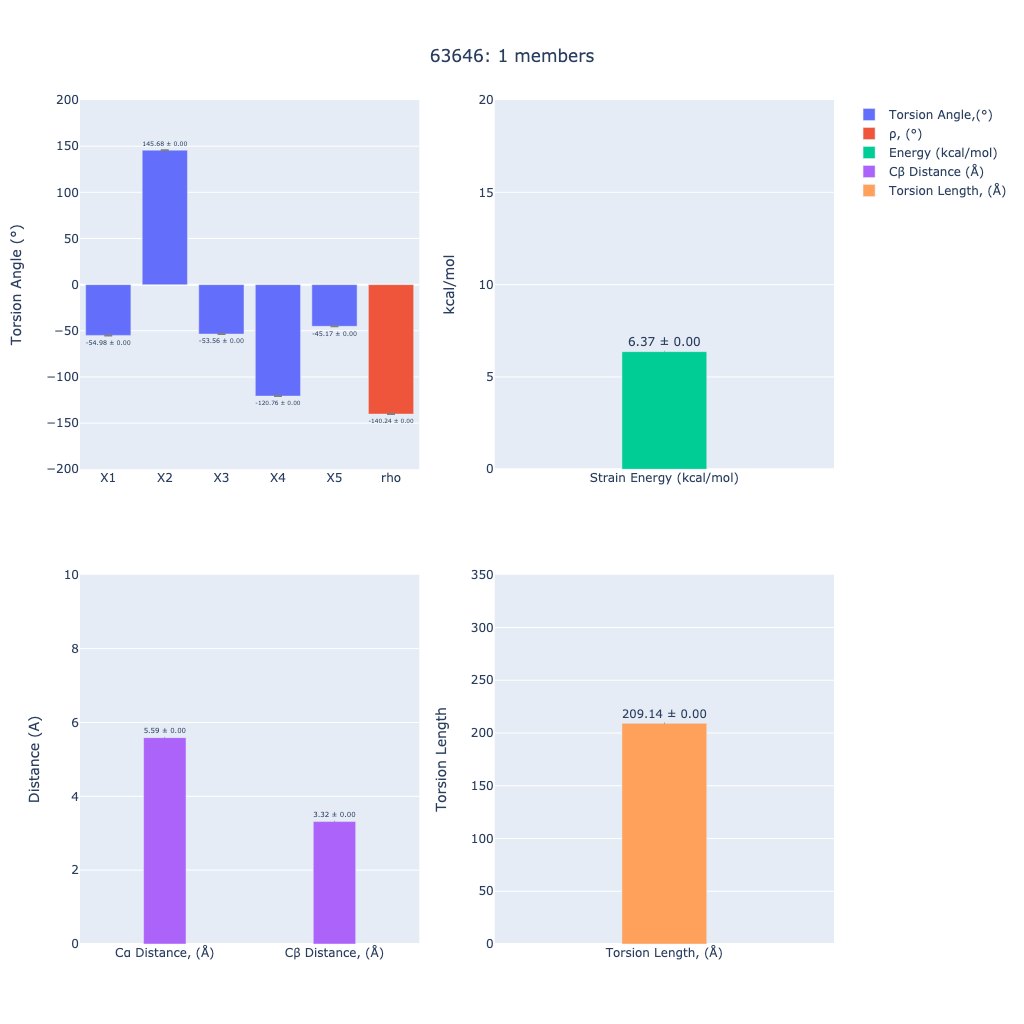 63646: 1 members
Torsion Angle (°)
200
150
100
50
0
−50
−100
−150
−200
145.68 ± 0.00
-54.98 ± 0.00
-53.56 ± 0.00
-120.76 ± 0.00
-45.17 ± 0.00
-140.24 ± 0.00
X1 X2 X3 X4 X5 rho
kcal/mol
20
15
10
5
0
6.37 ± 0.00
Strain Energy (kcal/mol)
Torsion Angle,(°)
ρ, (°)
Energy (kcal/mol)
Cβ Distance (Å)
Torsion Length, (Å)
Distance (A)
10
8
6
4
2
0
5.59 ± 0.00
3.32 ± 0.00
Cα Distance, (Å) Cβ Distance, (Å)
Torsion Length
350
300
250
200
150
100
50
0
209.14 ± 0.00
Torsion Length, (Å)